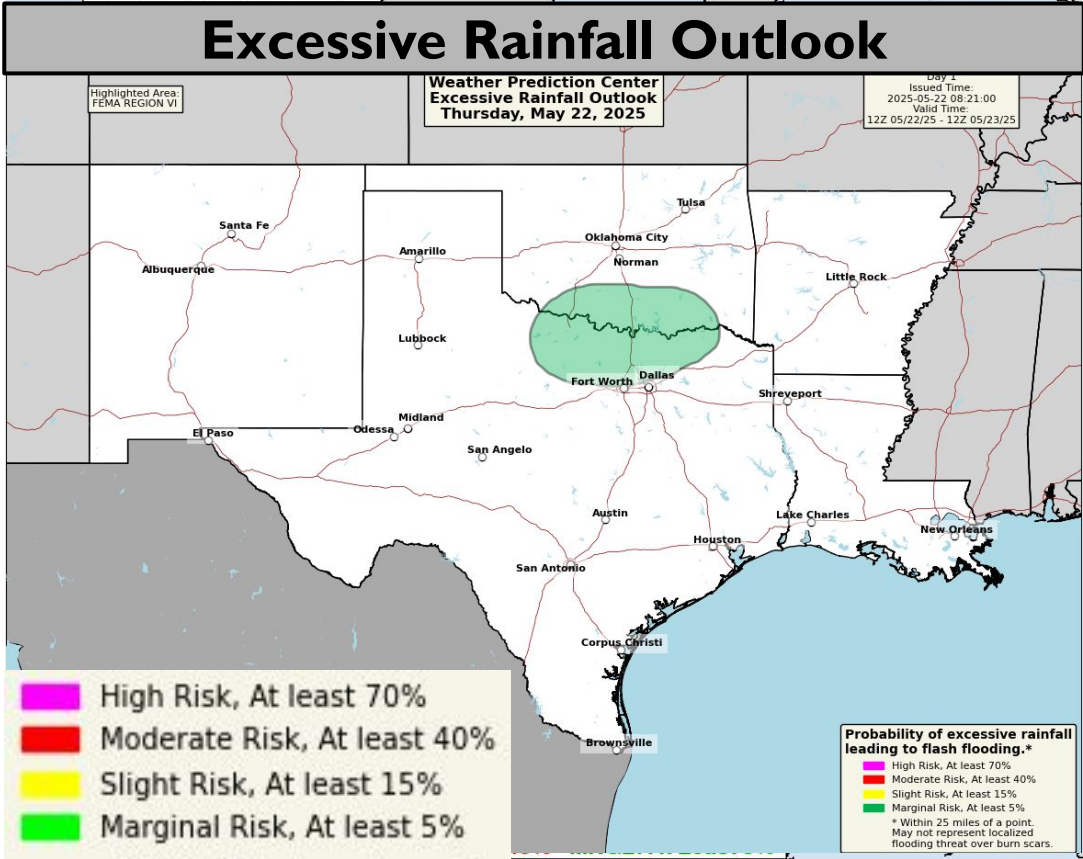 Excessive Rainfall Outlook
Highlighted Area:
FEMA REGION VI
Weather Prediction Center
Excessive Rainfall Outlook
Thursday, May 22, 2025
Day 1
Issued Time:
2025-05-22 08:21:00
Valid Time:
12Z 05/22/25 - 12Z 05/23/25
Tulsa
Santa Fe
Oklahoma City
Amarillo
Norman
Albuquerque
Little Rock
Lubbock
Fort Worth
Dallas
Shreveport
Midland
Odessa
El Paso
San Angelo
Austin
Lake Charles
New Orleans
Houston
San Antonio
Corpus Christi
Brownsville
High Risk, At least 70%
Moderate Risk, At least 40%
Slight Risk, At least 15%
Marginal Risk, At least 5%
Probability of excessive rainfall
leading to flash flooding.*
High Risk, At least 70%
Moderate Risk, At least 40%
Slight Risk, At least 15%
Marginal Risk, At least 5%
* Within 25 miles of a point.
May not represent localized
flooding threat over burn scars.